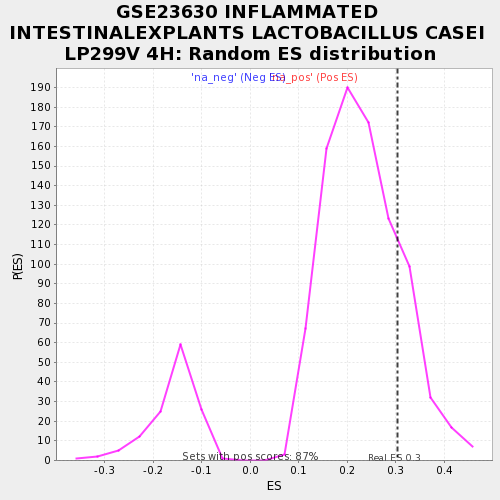 GSE23630 INFLAMMATED
INTESTINALEXPLANTS LACTOBACILLUS CASEI
LP299V 4H: Random ES distribution
'na_neg' (Neg ES) 'na_pos' (Pos ES)
190
180
170
160
150
140
130
120
110
100
90
80
70
60
50
40
30
20
10
0
P(ES)
Sets with pos scores: 87%
Real ES 0.3
-0.3 -0.2 -0.1 0.0 0.1 0.2 0.3 0.4
ES